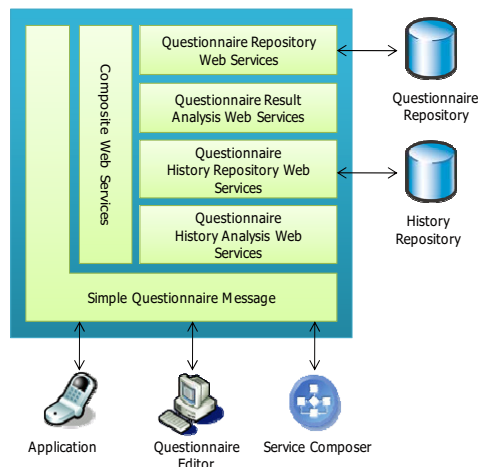 Composite Web Services
Questionnaire Repository
Web Services
Questionnaire Result
Analysis Web Services
Questionnaire
History Repository Web
Services
Questionnaire
History Analysis Web
Services
Simple Questionnaire Message
Questionnaire
Repository
History
Repository
Application
Questionnaire
Editor
Service Composer